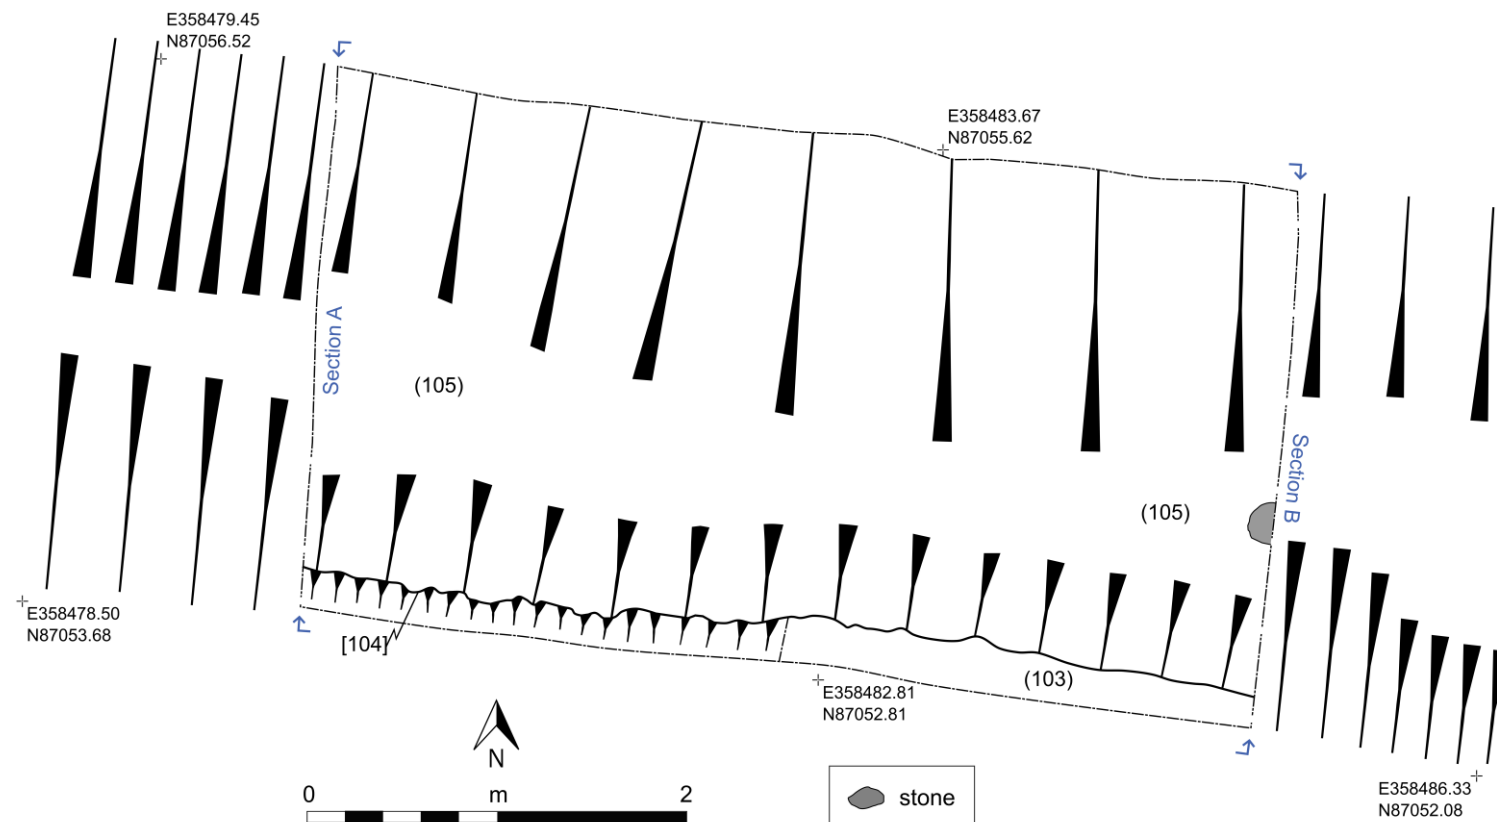 E358479.45
N87056.52
E358483.67
N87055.62
Section A
(105)
Section B
(105)
E358478.50
N87053.68
[104]
(103)
E358482.81
N87052.81
N
E358486.33
N87052.08
0 m 2
stone